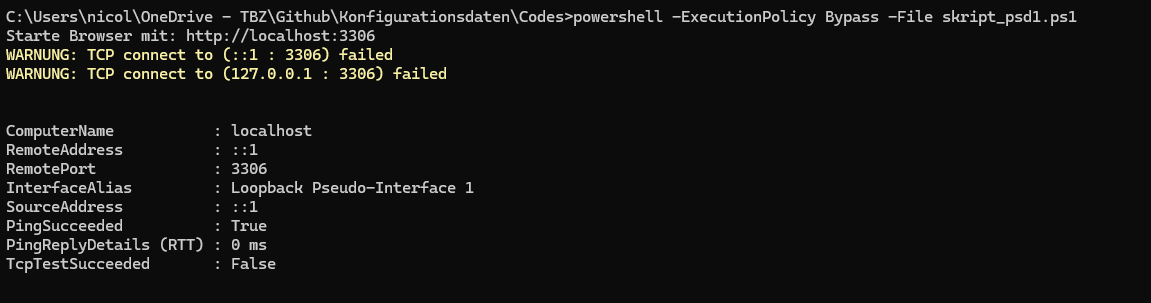 C:\Users\nicol\OneDrive - TBZ\Github\Konfigurationsdaten\Codes>powershell -ExecutionPolicy Bypass -File skript_psd1.ps1
Starte Browser mit: http://localhost:3306
WARNUNG: TCP connect to (::1 : 3306) failed
WARNUNG: TCP connect to (127.0.0.1 : 3306) failed
ComputerName           : localhost
RemoteAddress          : ::1
RemotePort             : 3306
InterfaceAlias         : Loopback Pseudo-Interface 1
SourceAddress          : ::1
PingSucceeded          : True
PingReplyDetails (RTT) : 0 ms
TcpTestSucceeded       : False